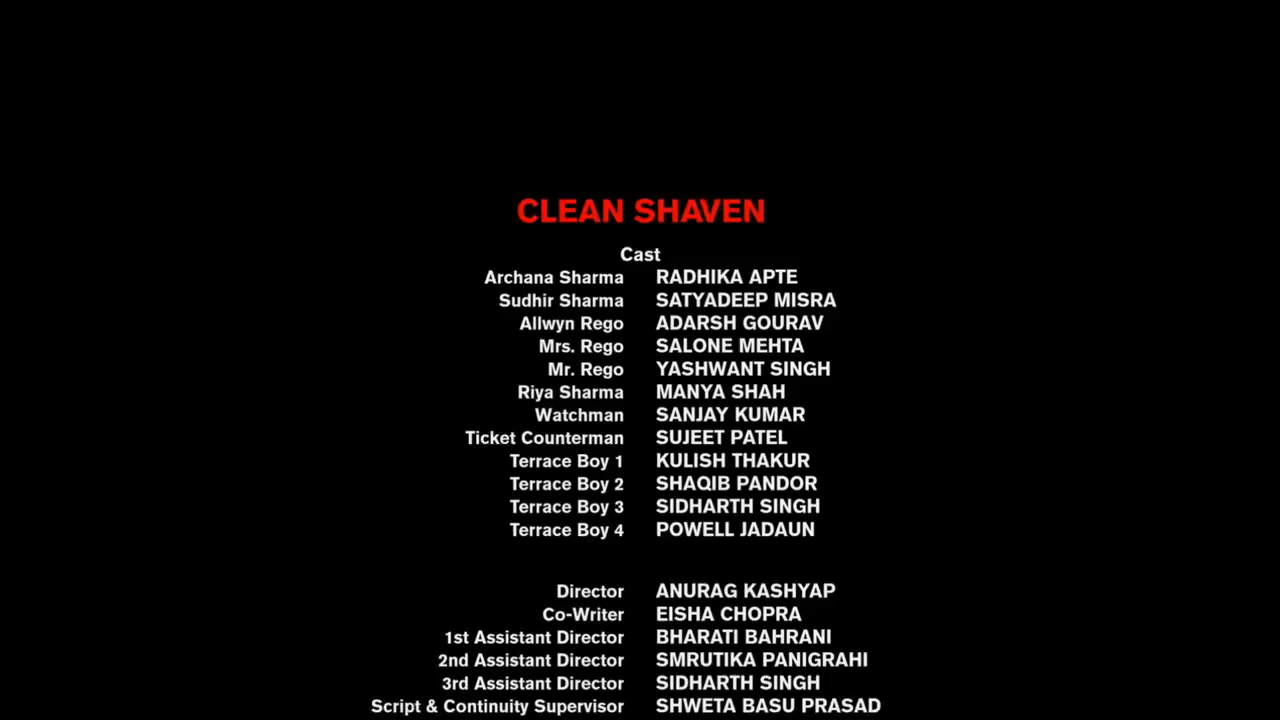 CLEAN SHAVEN
Cast
Archana Sharma RADHIKA APTE
Sudhir Sharma SATYADEEP MISRA
Allwyn Rego ADARSH GOURAV
Mrs. Rego SALONE MEHTA
Mr. Rego YASHWANT SINGH
Riya Sharma MANYA SHAH
Watchman SANJAY KUMAR
Ticket Counterman SUJEET PATEL
Terrace Boy 1 KULISH THAKUR
Terrace Boy 2 SHAQIB PANDOR
Terrace Boy 3 SIDHARTH SINGH
Terrace Boy 4 POWELL JADAUN
Director ANURAG KASHYAP
Co-Writer EISHA CHOPRA
1st Assistant Director BHARATI BAHRANI
2nd Assistant Director SMRUTIKA PANIGRAHI
3rd Assistant Director SIDHARTH SINGH
Script & Continuity Supervisor SHWETA BASU PRASAD